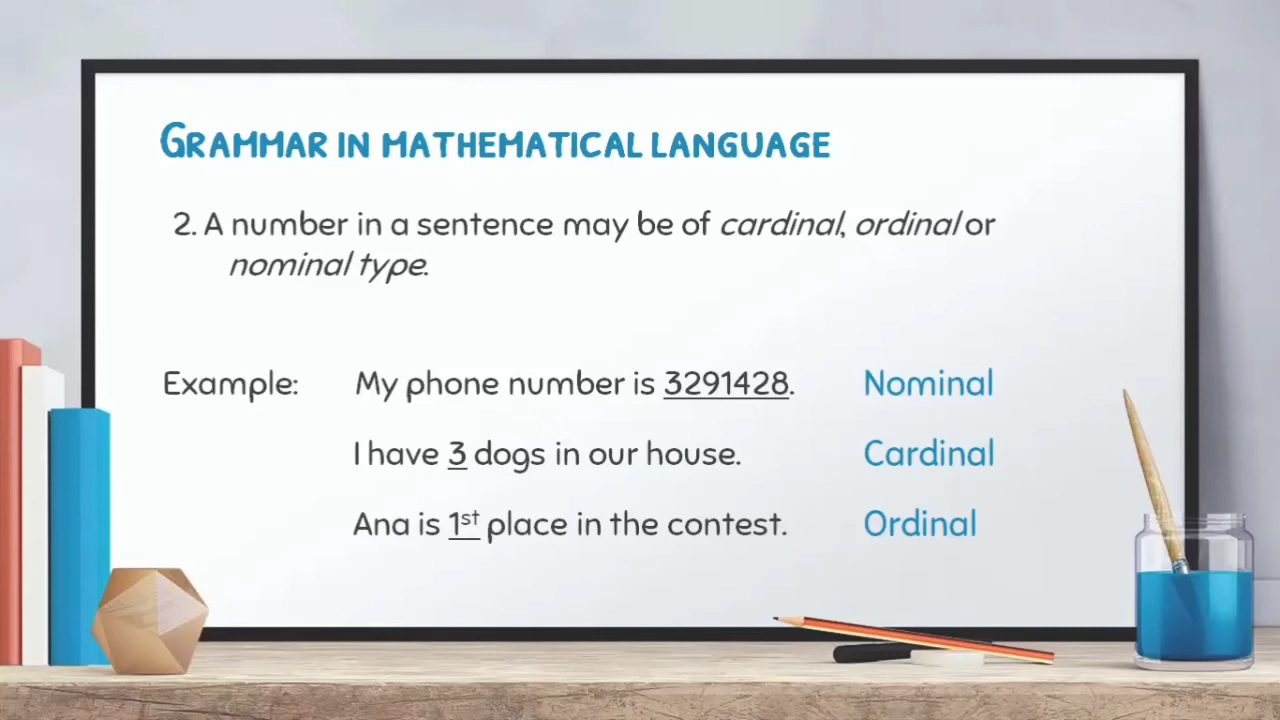 GRAMMAR IN MATHEMATICAL LANGUAGE
2. A number in a sentence may be of cardinal, ordinal or
nominal type.
Example: My phone number is 3291428. Nominal
I have 3 dogs in our house. Cardinal
Ana is 1st place in the contest. Ordinal